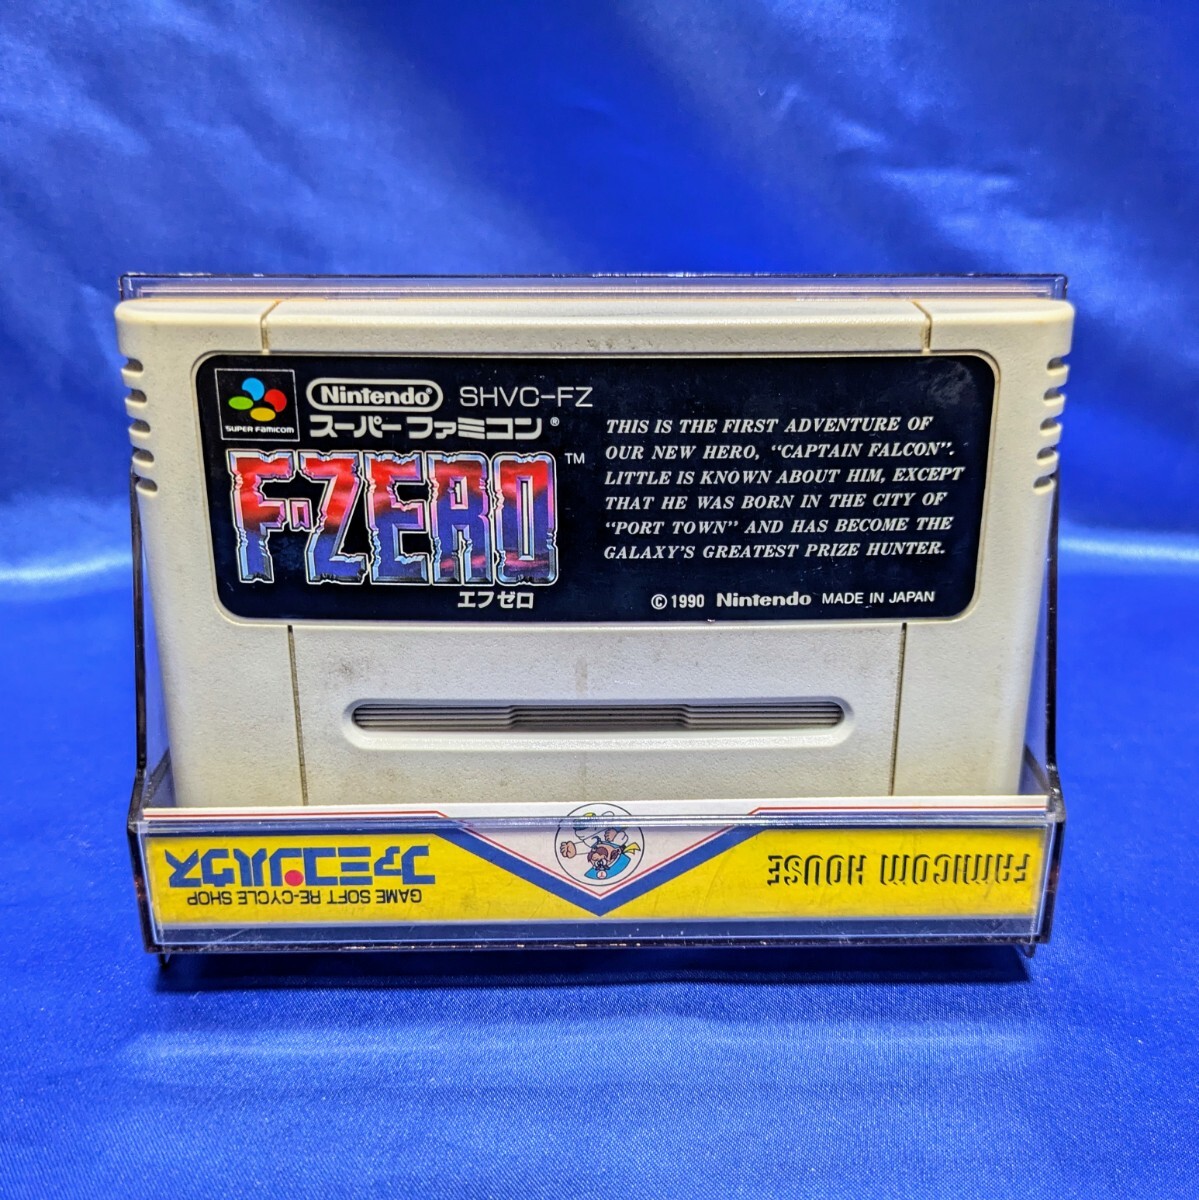 SUPER FAMICOM
Nintendo® SHVC-FZ
スーパーファミコン®
F-ZERO™
エフゼロ
THIS IS THE FIRST ADVENTURE OF
OUR NEW HERO, "CAPTAIN FALCON".
LITTLE IS KNOWN ABOUT HIM, EXCEPT
THAT HE WAS BORN IN THE CITY OF
"PORT TOWN" AND HAS BECOME THE
GALAXY'S GREATEST PRIZE HUNTER.
© 1990 Nintendo MADE IN JAPAN
FAMICOM HOUSE
GAME SOFT RE-CYCLE SHOP
ファミコンハウス